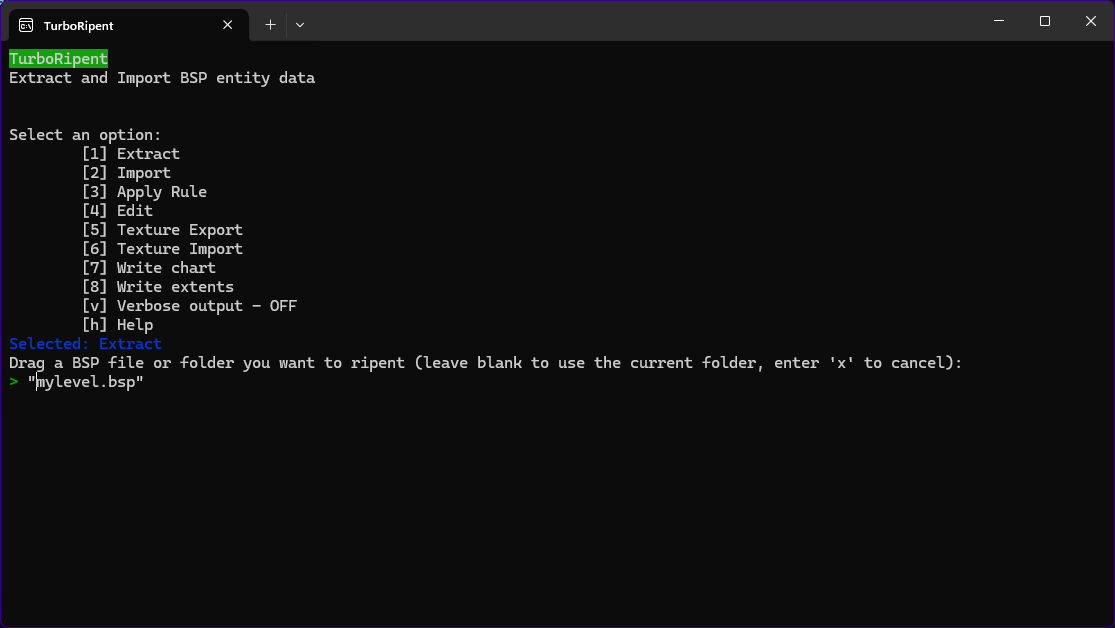 TurboRipent
TurboRipent
Extract and Import BSP entity data
Select an option:
[1] Extract
[2] Import
[3] Apply Rule
[4] Edit
[5] Texture Export
[6] Texture Import
[7] Write chart
[8] Write extents
[v] Verbose output - OFF
[h] Help
Selected: Extract
Drag a BSP file or folder you want to ripent (leave blank to use the current folder, enter 'x' to cancel):
> "mylevel.bsp"